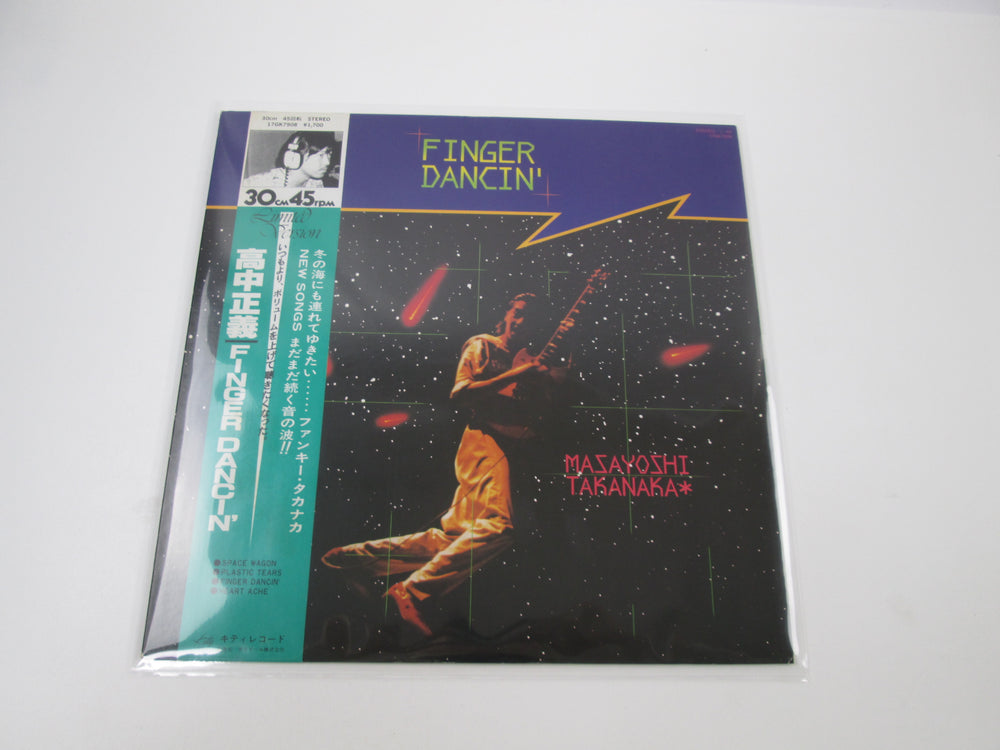 30cm 45回転 STEREO
17GK7908 ¥1,700
30cm45rpm
Limited
Version
冬の海にも連れてゆきたい……ファンキー・タカナカ
NEW SONGS まだまだ続く音の波!!
いつもより、ボリュームを上げて
高中正義 FINGER DANCIN'
●SPACE WAGON
●PLASTIC TEARS
●FINGER DANCIN'
●HEART ACHE
キティレコード
FINGER
DANCIN'
MASAYOSHI
TAKANAKA*